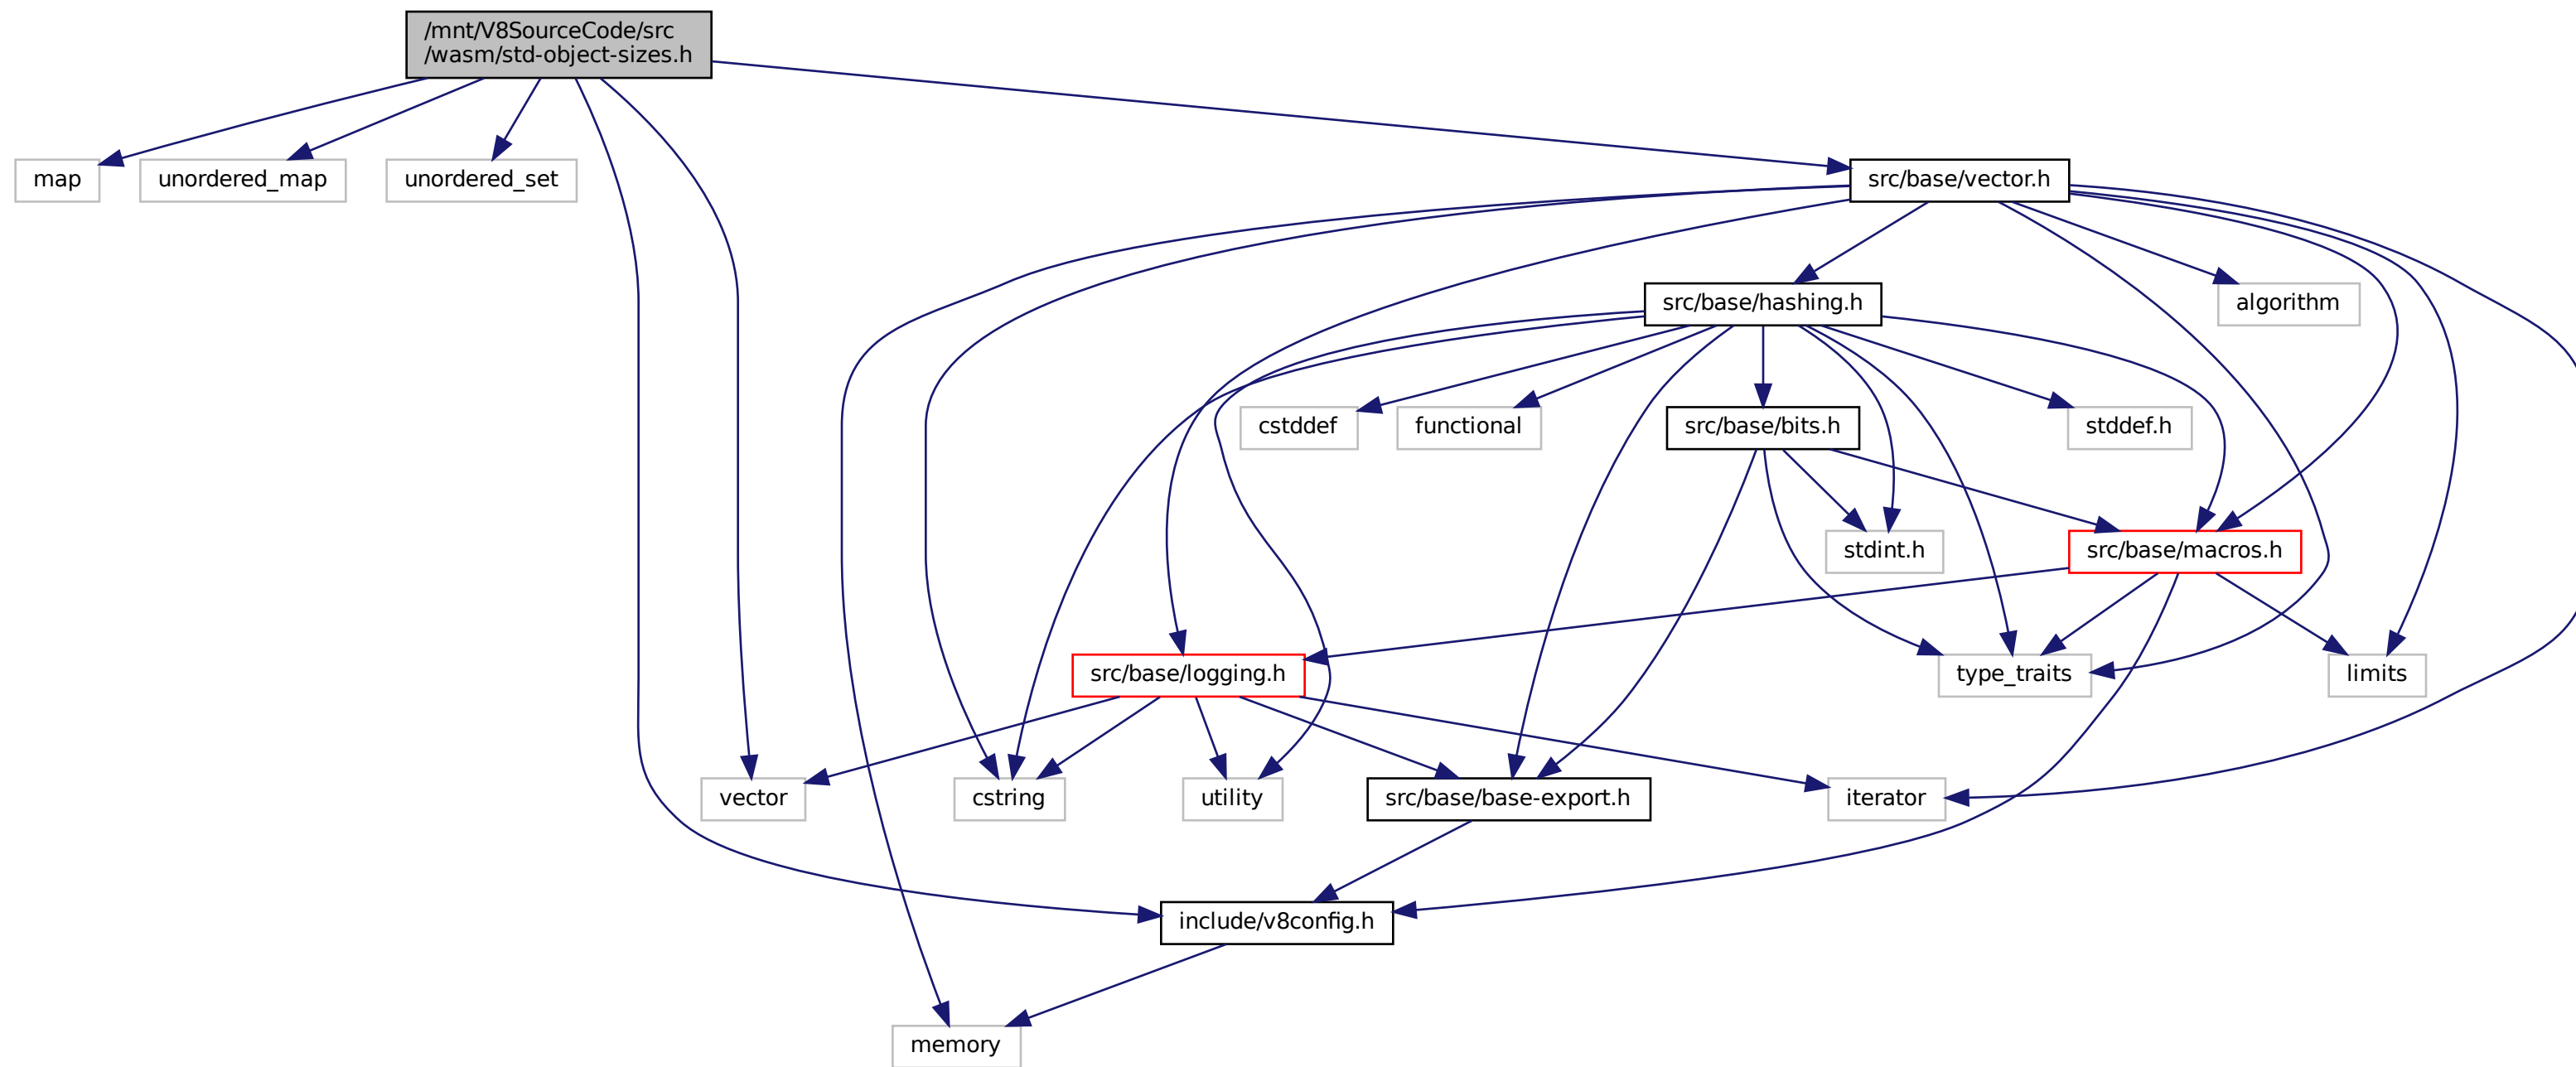 /mnt/V8SourceCode/src
/wasm/std-object-sizes.h
map
unordered_map
unordered_set
src/base/vector.h
src/base/hashing.h
algorithm
cstddef
functional
src/base/bits.h
stddef.h
stdint.h
src/base/macros.h
src/base/logging.h
type_traits
limits
vector
cstring
utility
src/base/base-export.h
iterator
include/v8config.h
memory